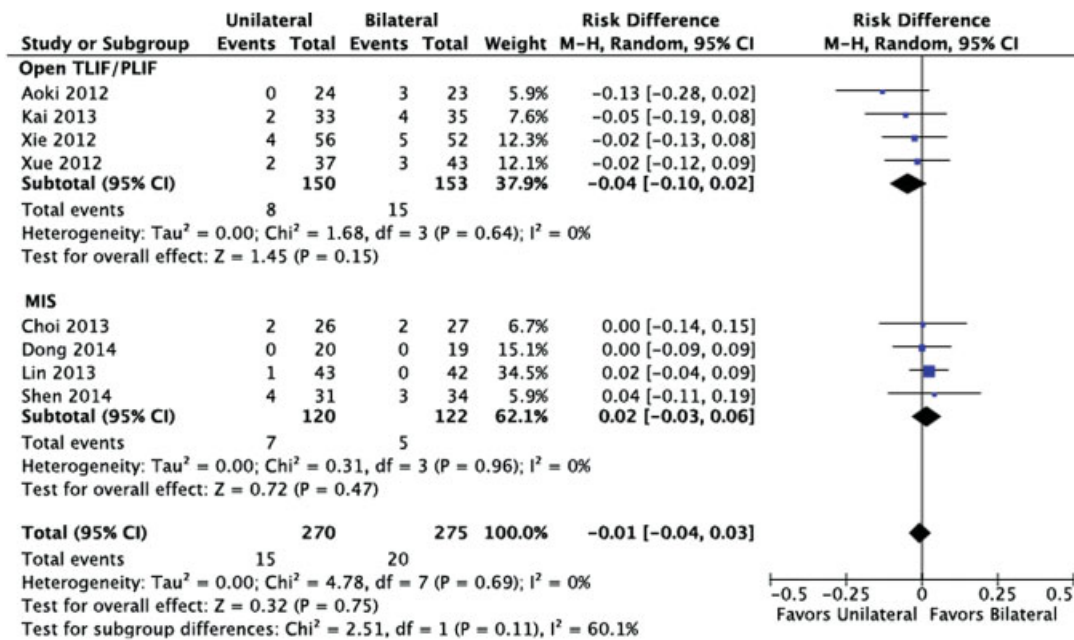 Unilateral Bilateral Risk Difference Risk Difference
Study or Subgroup Events Total Events Total Weight M-H, Random, 95% CI M-H, Random, 95% CI
Open TLIF/PLIF
Aoki 2012 0 24 3 23 5.9% -0.13 [-0.28, 0.02]
Kai 2013 2 33 4 35 7.6% -0.05 [-0.19, 0.08]
Xie 2012 4 56 5 52 12.3% -0.02 [-0.13, 0.08]
Xue 2012 2 37 3 43 12.1% -0.02 [-0.12, 0.09]
Subtotal (95% CI) 150 153 37.9% -0.04 [-0.10, 0.02]
Total events 8 15
Heterogeneity: Tau² = 0.00; Chi² = 1.68, df = 3 (P = 0.64); I² = 0%
Test for overall effect: Z = 1.45 (P = 0.15)
MIS
Choi 2013 2 26 2 27 6.7% 0.00 [-0.14, 0.15]
Dong 2014 0 20 0 19 15.1% 0.00 [-0.09, 0.09]
Lin 2013 1 43 0 42 34.5% 0.02 [-0.04, 0.09]
Shen 2014 4 31 3 34 5.9% 0.04 [-0.11, 0.19]
Subtotal (95% CI) 120 122 62.1% 0.02 [-0.03, 0.06]
Total events 7 5
Heterogeneity: Tau² = 0.00; Chi² = 0.31, df = 3 (P = 0.96); I² = 0%
Test for overall effect: Z = 0.72 (P = 0.47)
Total (95% CI) 270 275 100.0% -0.01 [-0.04, 0.03]
Total events 15 20
Heterogeneity: Tau² = 0.00; Chi² = 4.78, df = 7 (P = 0.69); I² = 0%
Test for overall effect: Z = 0.32 (P = 0.75)
Test for subgroup differences: Chi² = 2.51, df = 1 (P = 0.11), I² = 60.1%
-0.5 -0.25 0 0.25 0.5
Favors Unilateral Favors Bilateral